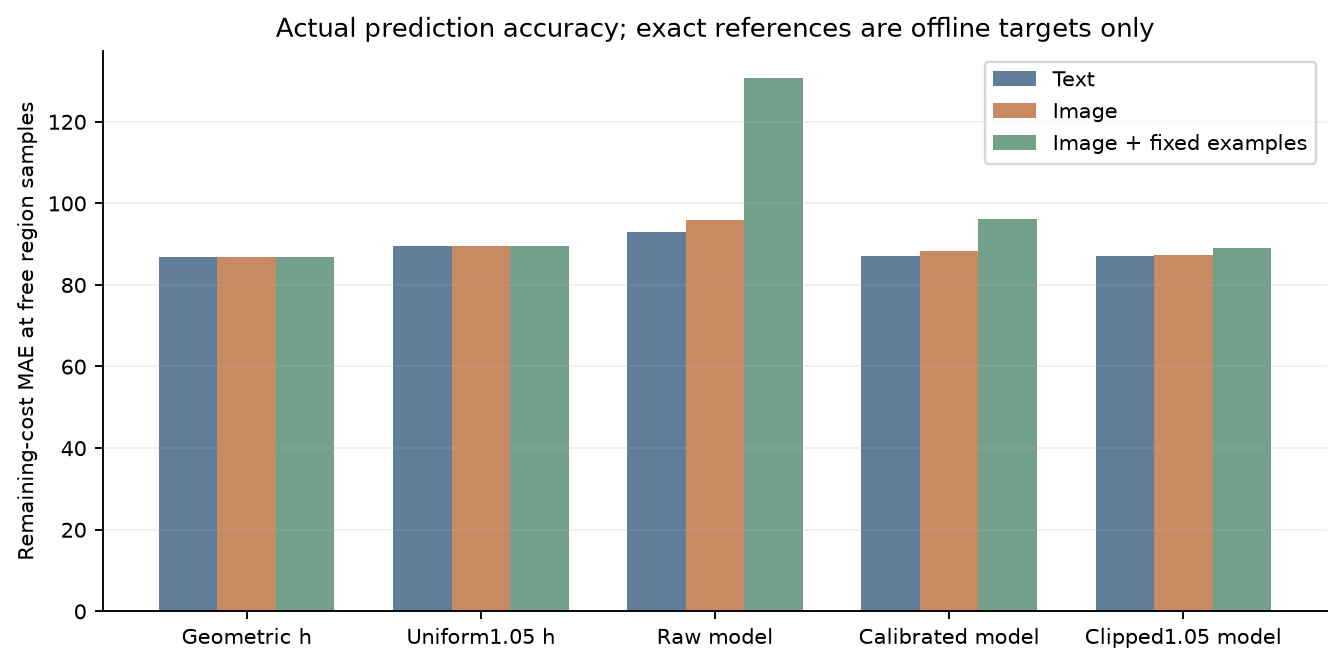 Actual prediction accuracy; exact references are offline targets only
Remaining-cost MAE at free region samples
120
100
80
60
40
20
0
Text
Image
Image + fixed examples
Geometric h
Uniform1.05 h
Raw model
Calibrated model
Clipped1.05 model